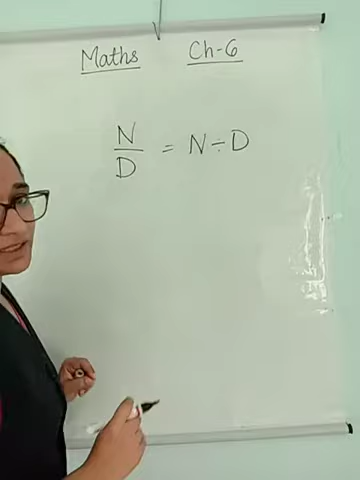 Maths Ch-6
N/D = N ÷ D